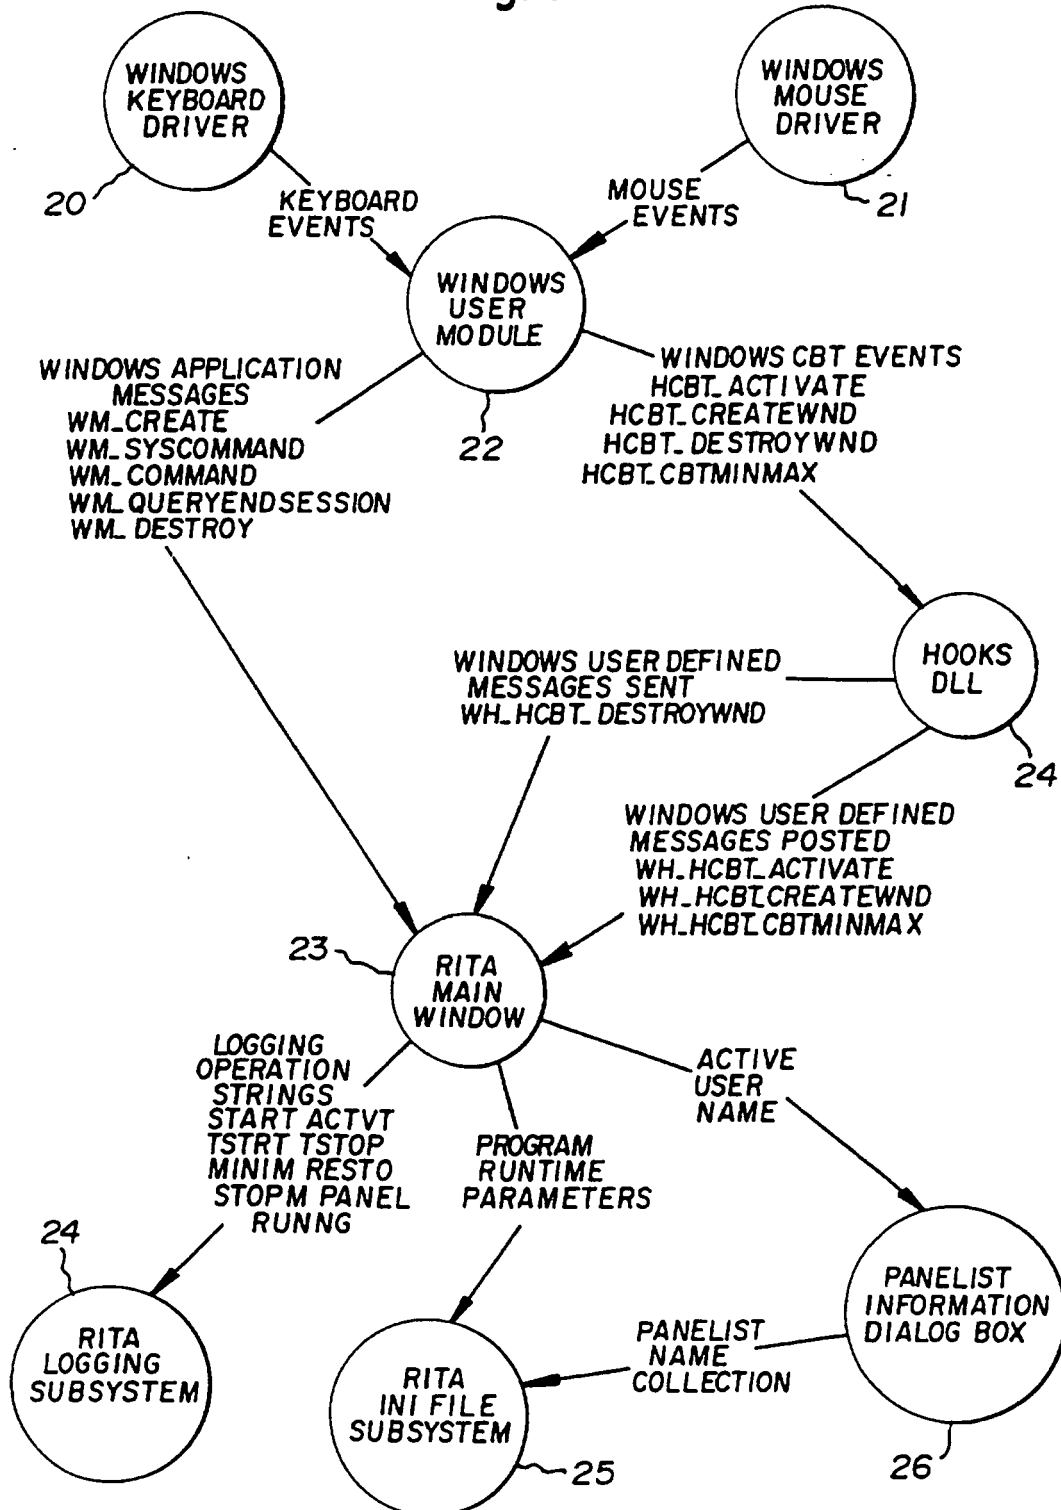 WINDOWS
KEYBOARD
DRIVER
20
WINDOWS
MOUSE
DRIVER
21
KEYBOARD
EVENTS
MOUSE
EVENTS
WINDOWS
USER
MODULE
22
WINDOWS APPLICATION
MESSAGES
WM_CREATE
WM_SYSCOMMAND
WM_COMMAND
WM_QUERYENDSESSION
WM_DESTROY
WINDOWS CBT EVENTS
HCBT_ACTIVATE
HCBT_CREATEWND
HCBT_DESTROYWND
HCBT_CBTMINMAX
HOOKS
DLL
24
WINDOWS USER DEFINED
MESSAGES SENT
WH_HCBT_DESTROYWND
WINDOWS USER DEFINED
MESSAGES POSTED
WH_HCBT_ACTIVATE
WH_HCBT_CREATEWND
WH_HCBT_CBTMINMAX
23
RITA
MAIN
WINDOW
LOGGING
OPERATION
STRINGS
START ACTVT
TSTRT TSTOP
MINIM RESTO
STOPM PANEL
RUNNG
PROGRAM
RUNTIME
PARAMETERS
ACTIVE
USER
NAME
24
RITA
LOGGING
SUBSYSTEM
RITA
INI FILE
SUBSYSTEM
25
PANELIST
NAME
COLLECTION
PANELIST
INFORMATION
DIALOG BOX
26